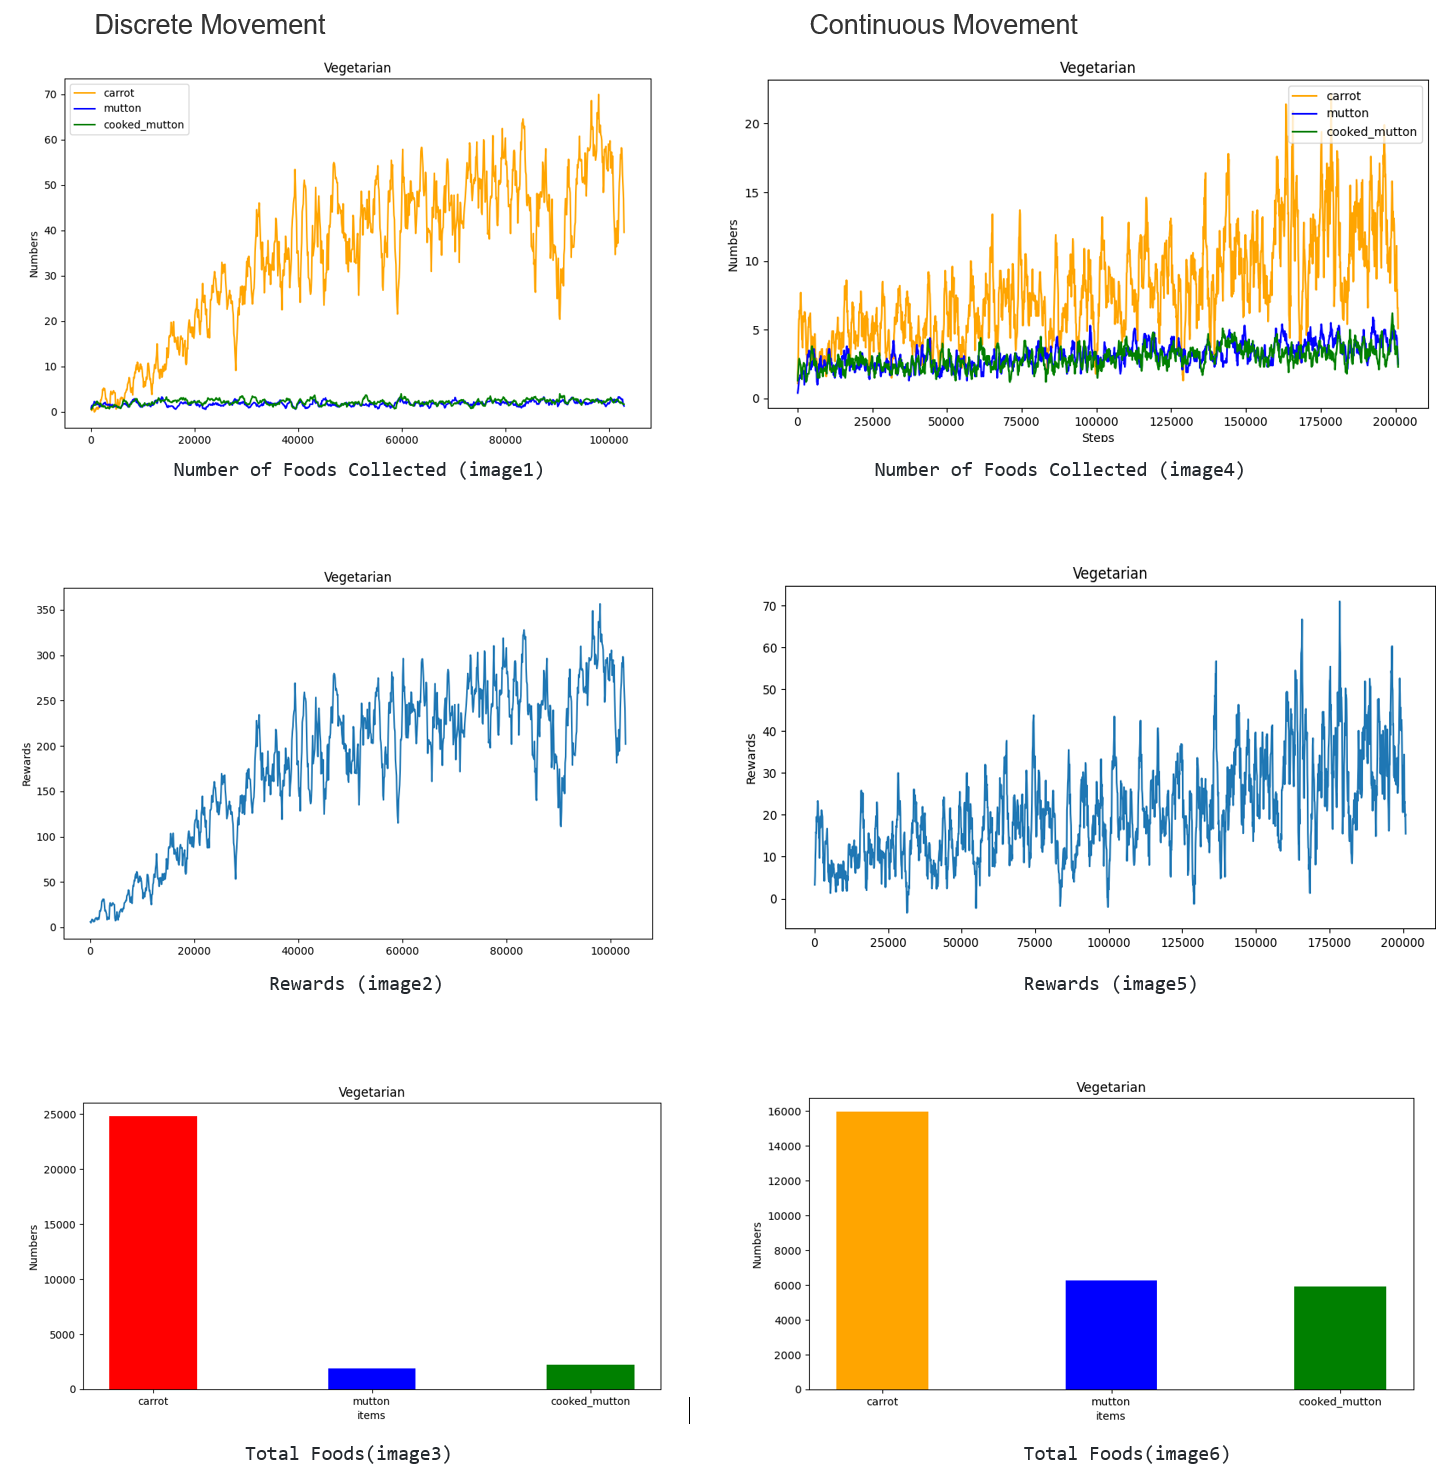 Discrete Movement
Continuous Movement
Vegetarian
carrot
mutton
cooked_mutton
70
60
50
40
30
20
10
0
Numbers
0 20000 40000 60000 80000 100000
Number of Foods Collected (image1)
Vegetarian
carrot
mutton
cooked_mutton
20
15
10
5
0
Numbers
0 25000 50000 75000 100000 125000 150000 175000 200000
Steps
Number of Foods Collected (image4)
Vegetarian
350
300
250
200
150
100
50
0
Rewards
0 20000 40000 60000 80000 100000
Rewards (image2)
Vegetarian
70
60
50
40
30
20
10
0
Rewards
0 25000 50000 75000 100000 125000 150000 175000 200000
Rewards (image5)
Vegetarian
25000
20000
15000
10000
5000
0
Numbers
carrot mutton cooked_mutton
items
Total Foods(image3)
Vegetarian
16000
14000
12000
10000
8000
6000
4000
2000
0
Numbers
carrot mutton cooked_mutton
items
Total Foods(image6)